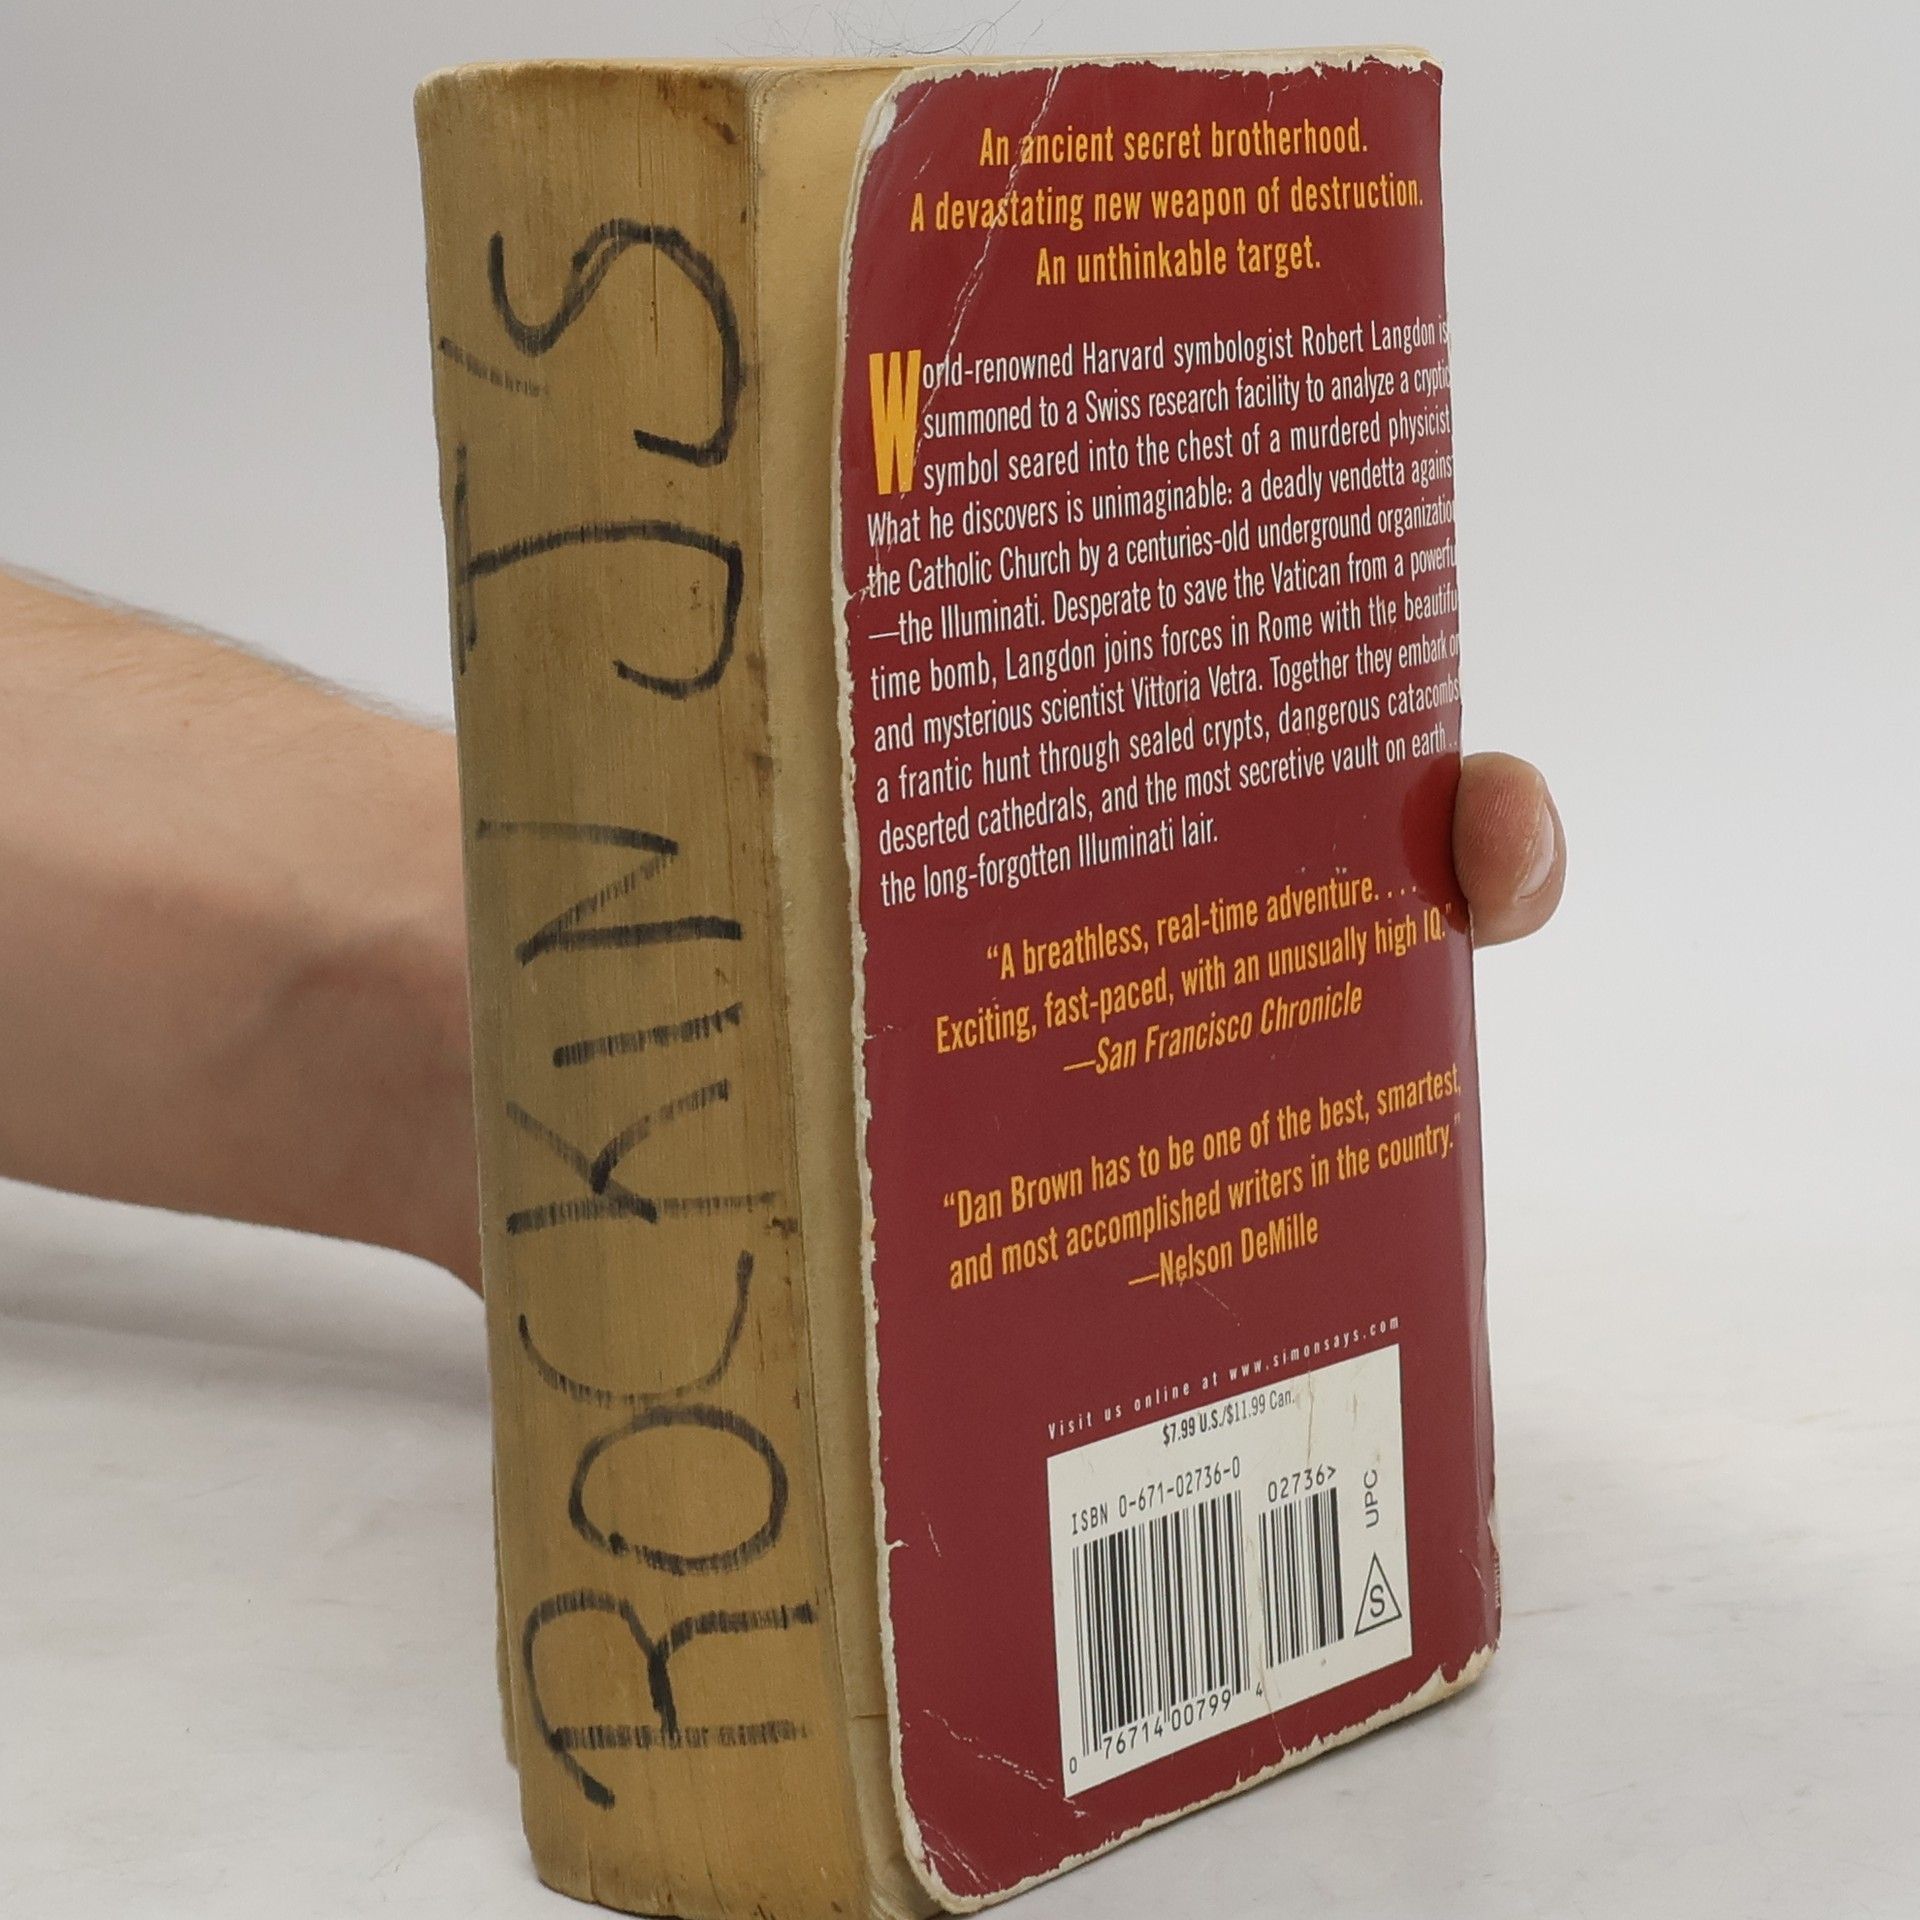 ROCKIN J'S
An ancient secret brotherhood.
A devastating new weapon of destruction.
An unthinkable target.
World-renowned Harvard symbologist Robert Langdon is
summoned to a Swiss research facility to analyze a cryptic
symbol seared into the chest of a murdered physicist
What he discovers is unimaginable: a deadly vendetta against
the Catholic Church by a centuries-old underground organization
—the Illuminati. Desperate to save the Vatican from a powerfu
time bomb, Langdon joins forces in Rome with the beautifu
and mysterious scientist Vittoria Vetra. Together they embark on
a frantic hunt through sealed crypts, dangerous catacombs
deserted cathedrals, and the most secretive vault on earth . .
the long-forgotten Illuminati lair.
“A breathless, real-time adventure. . . .
Exciting, fast-paced, with an unusually high IQ.”
—San Francisco Chronicle
“Dan Brown has to be one of the best, smartest,
and most accomplished writers in the country.”
—Nelson DeMille
Visit us online at www.simonsays.com
$7.99 U.S./$11.99 Can.
ISBN 0-671-02736-0
02736>
UPC
S
0 76714 00799 4